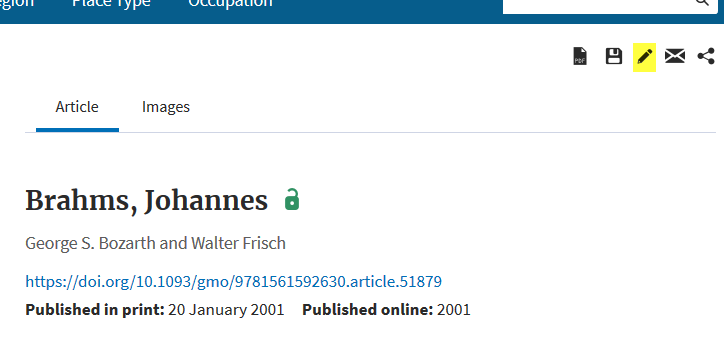 Place Type Occupation
PDF
Article Images
Brahms, Johannes
George S. Bozarth and Walter Frisch
https://doi.org/10.1093/gmo/9781561592630.article.51879
Published in print: 20 January 2001 Published online: 2001